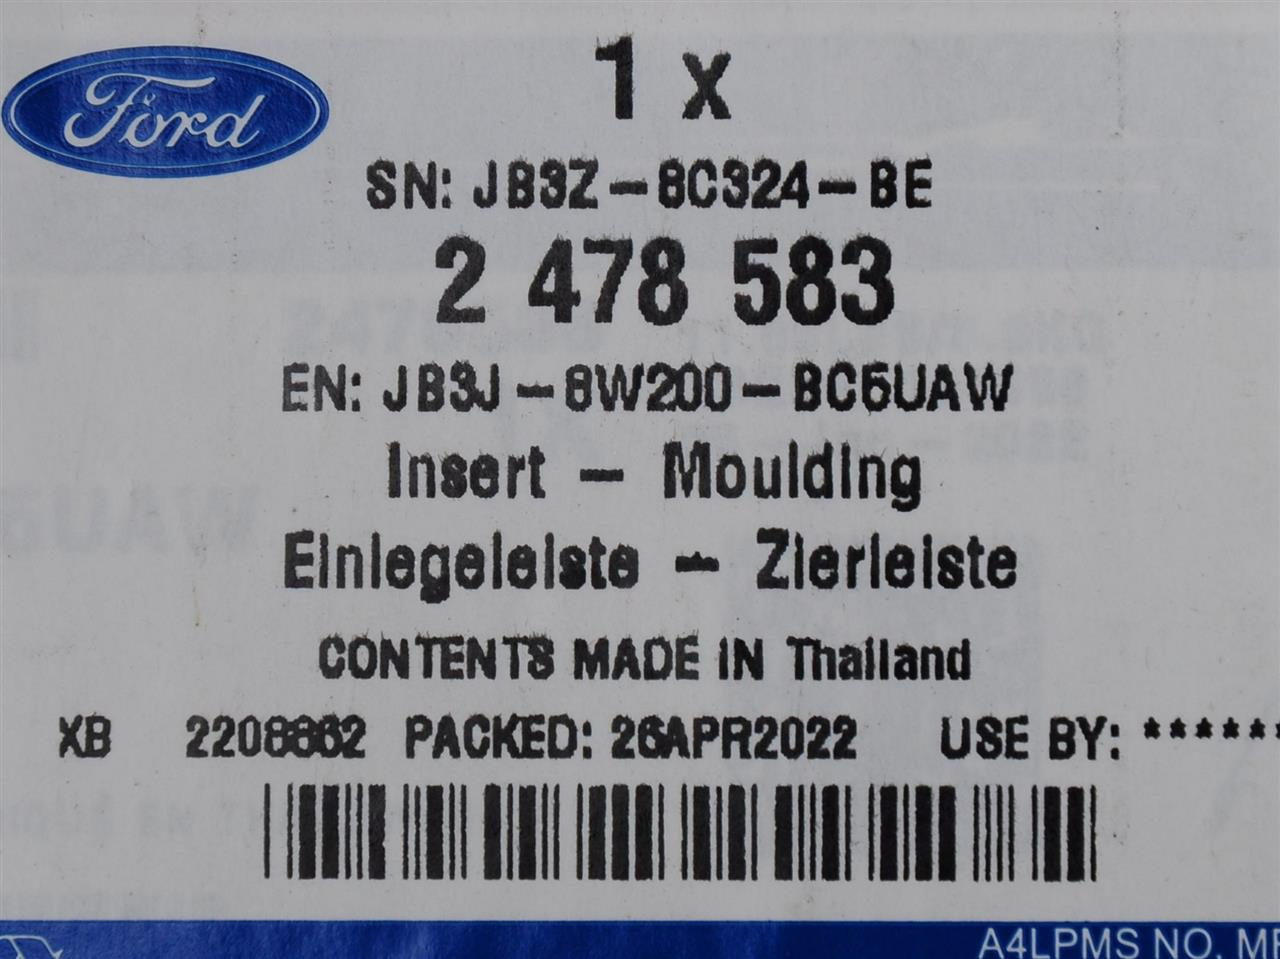 Ford
1 x
SN: JB3Z-8C324-BE
2 478 583
EN: JB3J-8W200-BC5UAW
Insert - Moulding
Einlegeleiste - Zierleiste
CONTENTS MADE IN Thailand
XB 2208862 PACKED: 26APR2022 USE BY: ******
A4LPMS NO. MF